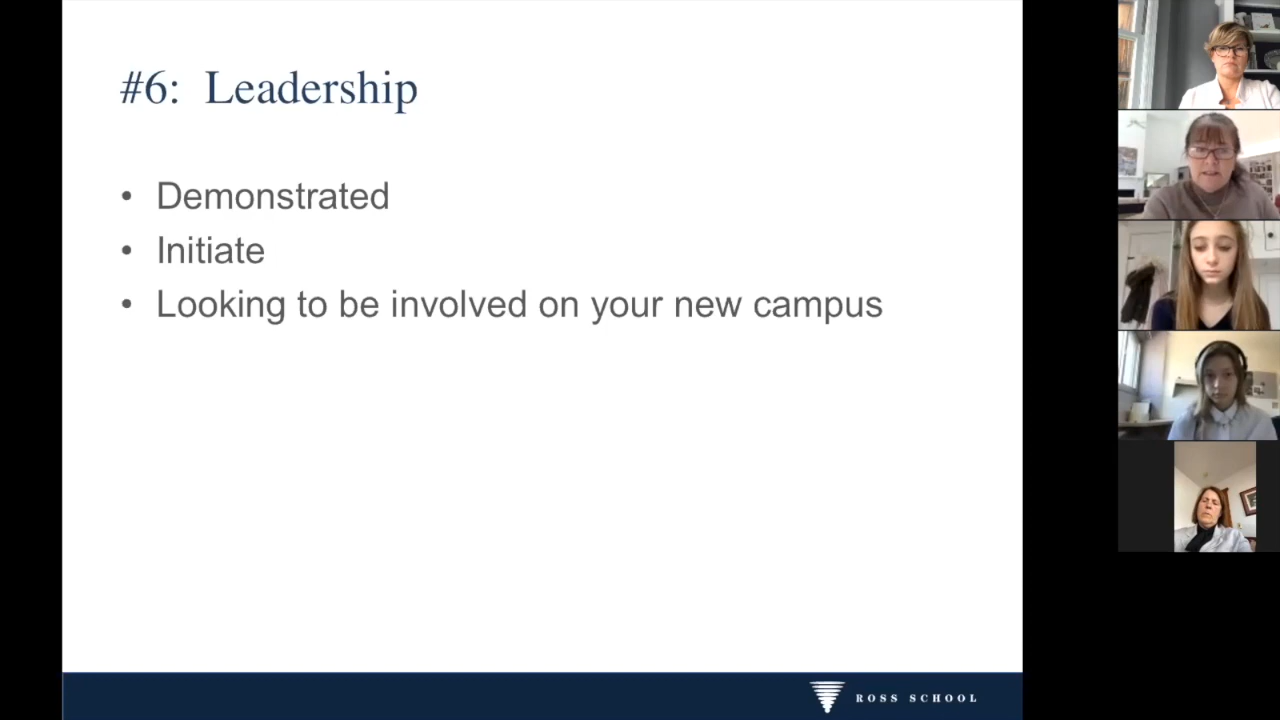 #6: Leadership
• Demonstrated
• Initiate
• Looking to be involved on your new campus
ROSS SCHOOL